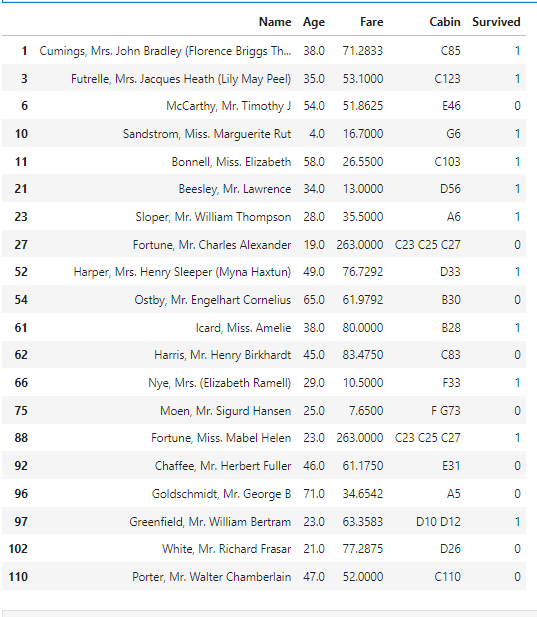 Name Age Fare Cabin Survived
1 Cumings, Mrs. John Bradley (Florence Briggs Th... 38.0 71.2833 C85 1
3 Futrelle, Mrs. Jacques Heath (Lily May Peel) 35.0 53.1000 C123 1
6 McCarthy, Mr. Timothy J 54.0 51.8625 E46 0
10 Sandstrom, Miss. Marguerite Rut 4.0 16.7000 G6 1
11 Bonnell, Miss. Elizabeth 58.0 26.5500 C103 1
21 Beesley, Mr. Lawrence 34.0 13.0000 D56 1
23 Sloper, Mr. William Thompson 28.0 35.5000 A6 1
27 Fortune, Mr. Charles Alexander 19.0 263.0000 C23 C25 C27 0
52 Harper, Mrs. Henry Sleeper (Myna Haxtun) 49.0 76.7292 D33 1
54 Ostby, Mr. Engelhart Cornelius 65.0 61.9792 B30 0
61 Icard, Miss. Amelie 38.0 80.0000 B28 1
62 Harris, Mr. Henry Birkhardt 45.0 83.4750 C83 0
66 Nye, Mrs. (Elizabeth Ramell) 29.0 10.5000 F33 1
75 Moen, Mr. Sigurd Hansen 25.0 7.6500 F G73 0
88 Fortune, Miss. Mabel Helen 23.0 263.0000 C23 C25 C27 1
92 Chaffee, Mr. Herbert Fuller 46.0 61.1750 E31 0
96 Goldschmidt, Mr. George B 71.0 34.6542 A5 0
97 Greenfield, Mr. William Bertram 23.0 63.3583 D10 D12 1
102 White, Mr. Richard Frasar 21.0 77.2875 D26 0
110 Porter, Mr. Walter Chamberlain 47.0 52.0000 C110 0